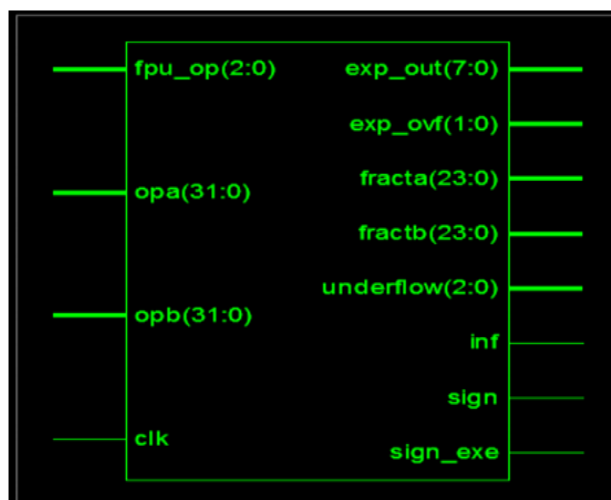 fpu_op(2:0)
exp_out(7:0)
exp_ovf(1:0)
opa(31:0)
fracta(23:0)
fractb(23:0)
underflow(2:0)
opb(31:0)
inf
sign
clk
sign_exe